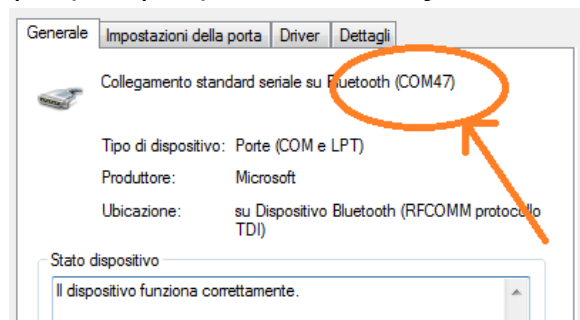 Generale Impostazioni della porta Driver Dettagli
Collegamento standard seriale su Bluetooth (COM47)
Tipo di dispositivo: Porte (COM e LPT)
Produttore: Microsoft
Ubicazione: su Dispositivo Bluetooth (RFCOMM protocollo
TDI)
Stato dispositivo
Il dispositivo funziona correttamente.